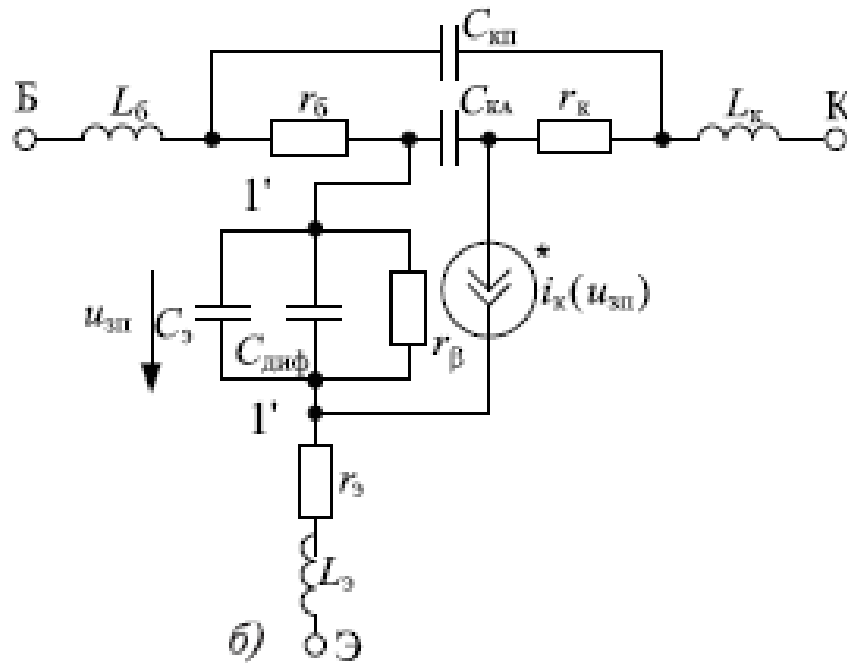 Cкп
Б
Lб
rб
Cка
rк
Lк
К
1'
*
uэп
Cэ
Cдиф
rβ
iк(uэп)
1'
rэ
Lэ
б)
Э